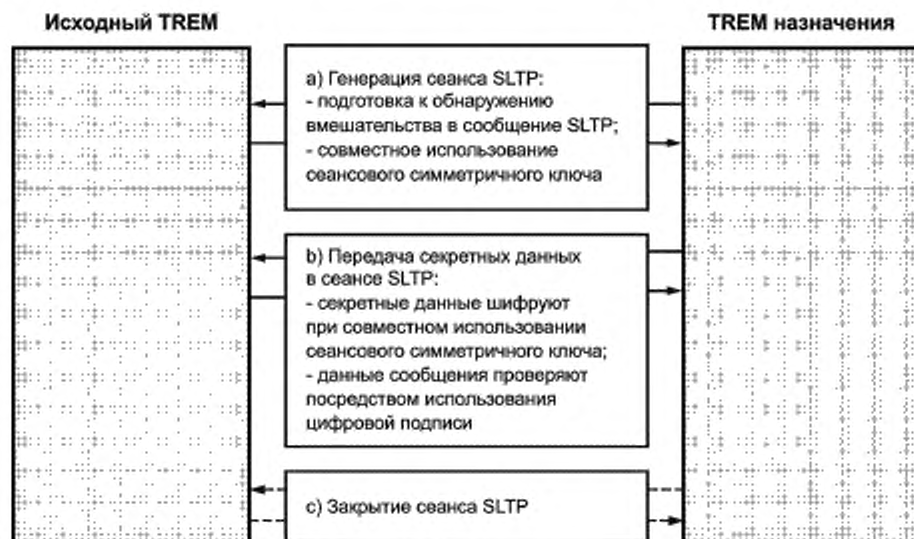 Исходный TREM
TREM назначения
a) Генерация сеанса SLTP:
- подготовка к обнаружению
вмешательства в сообщение SLTP;
- совместное использование
сеансового симметричного ключа
b) Передача секретных данных
в сеансе SLTP:
- секретные данные шифруют
при совместном использовании
сеансового симметричного ключа;
- данные сообщения проверяют
посредством использования
цифровой подписи
c) Закрытие сеанса SLTP